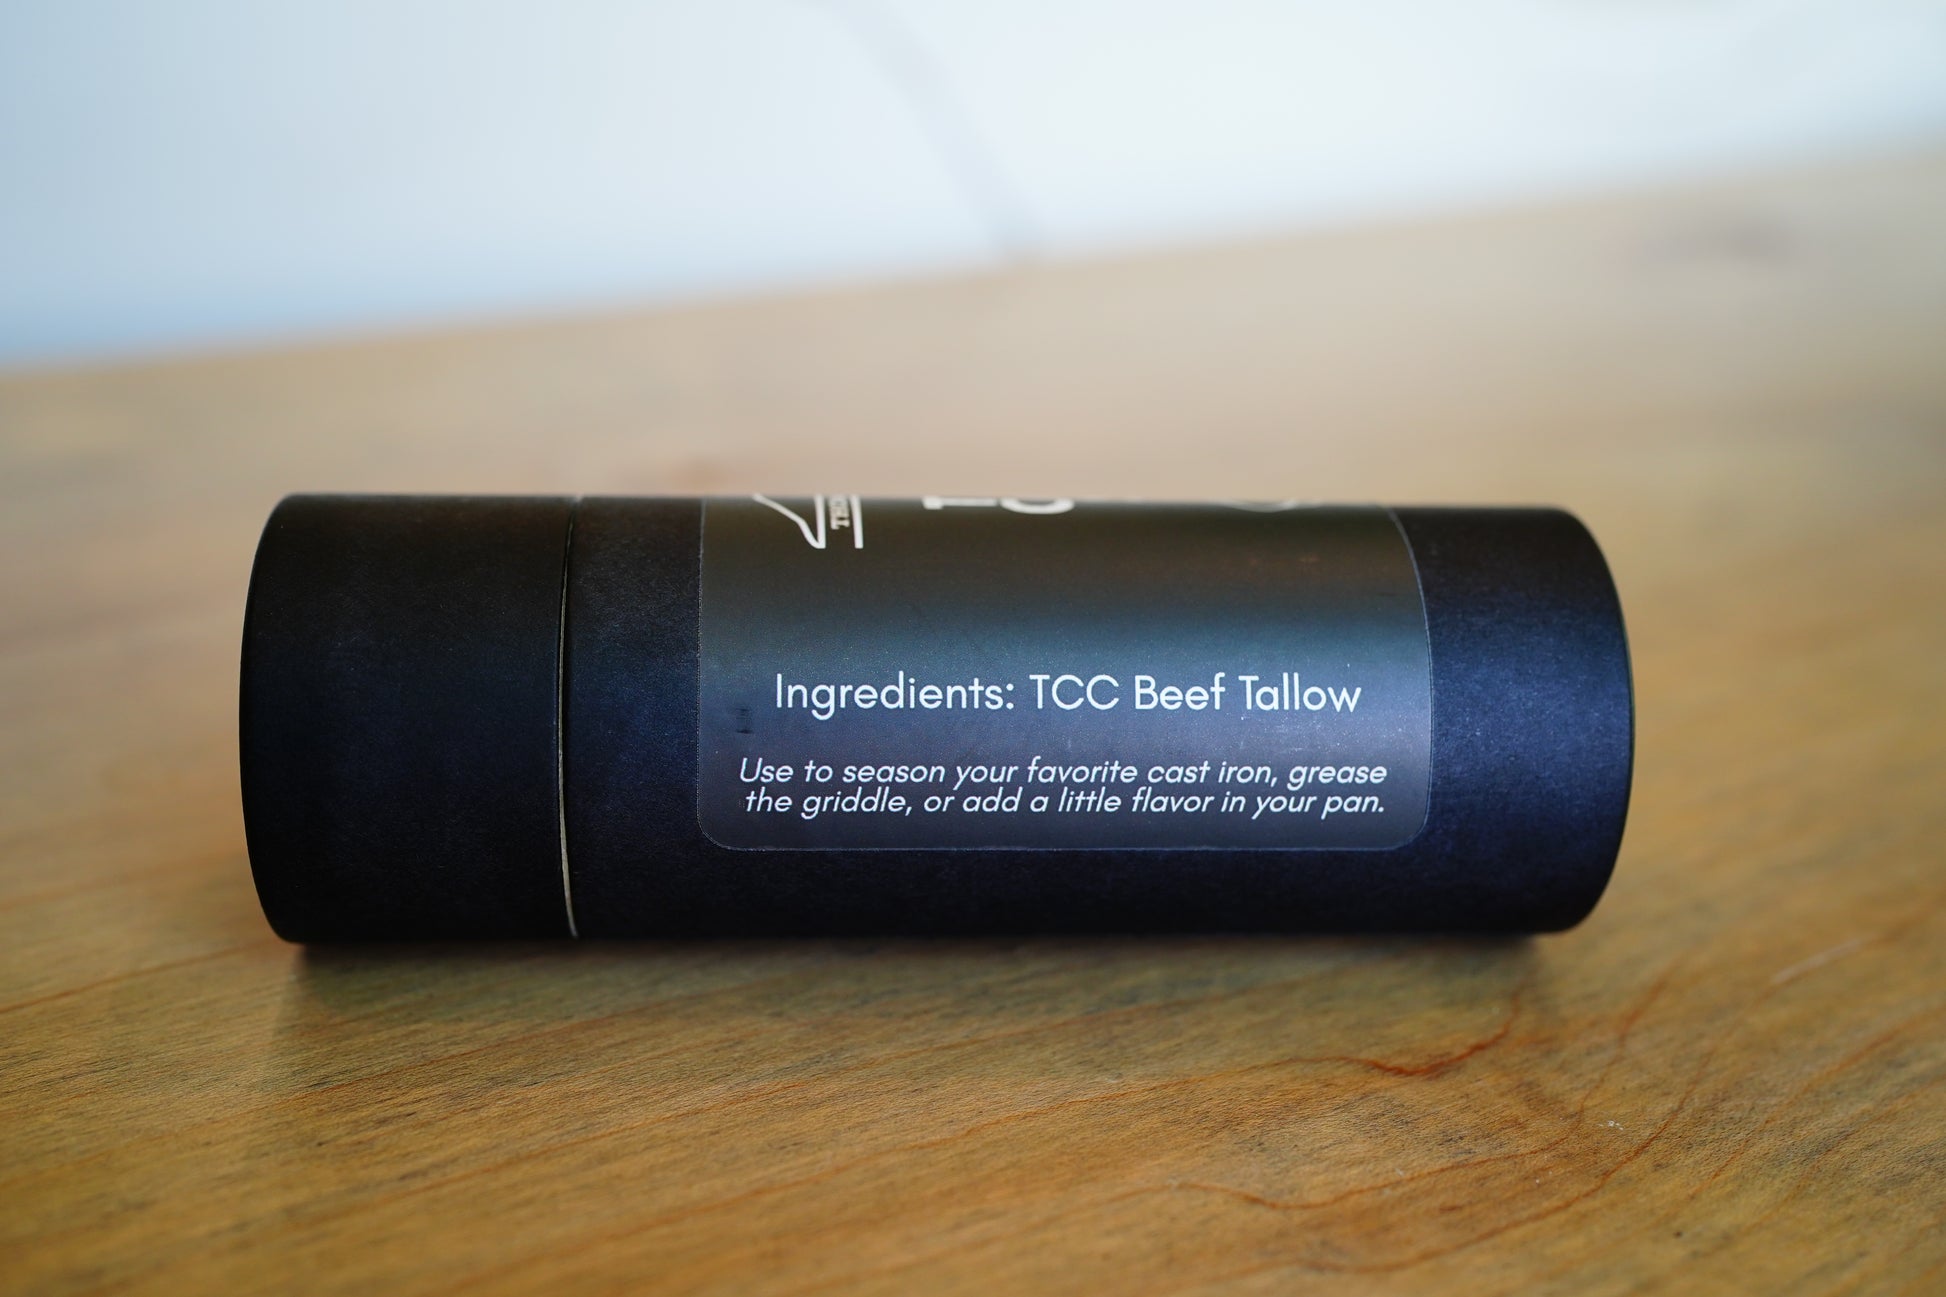 Ingredients: TCC Beef Tallow
Use to season your favorite cast iron, grease
the griddle, or add a little flavor in your pan.